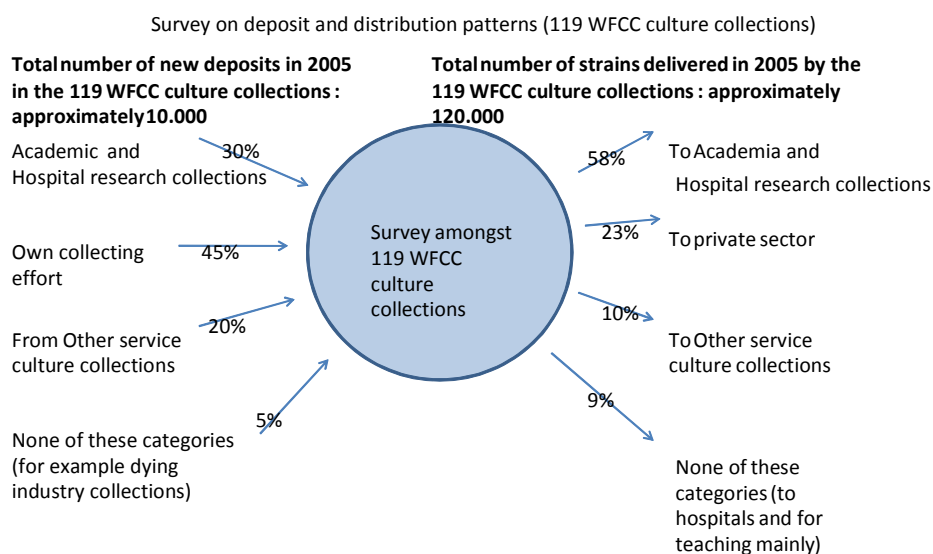 Survey on deposit and distribution patterns (119 WFCC culture collections)
Total number of new deposits in 2005
in the 119 WFCC culture collections :
approximately 10.000
Total number of strains delivered in 2005 by the
119 WFCC culture collections : approximately
120.000
Academic and
Hospital research collections
30%
Own collecting
effort
45%
From Other service
culture collections
20%
None of these categories
(for example dying
industry collections)
5%
Survey amongst
119 WFCC
culture
collections
58%
To Academia and
Hospital research collections
23%
To private sector
10%
To Other service
culture collections
9%
None of these
categories (to
hospitals and for
teaching mainly)